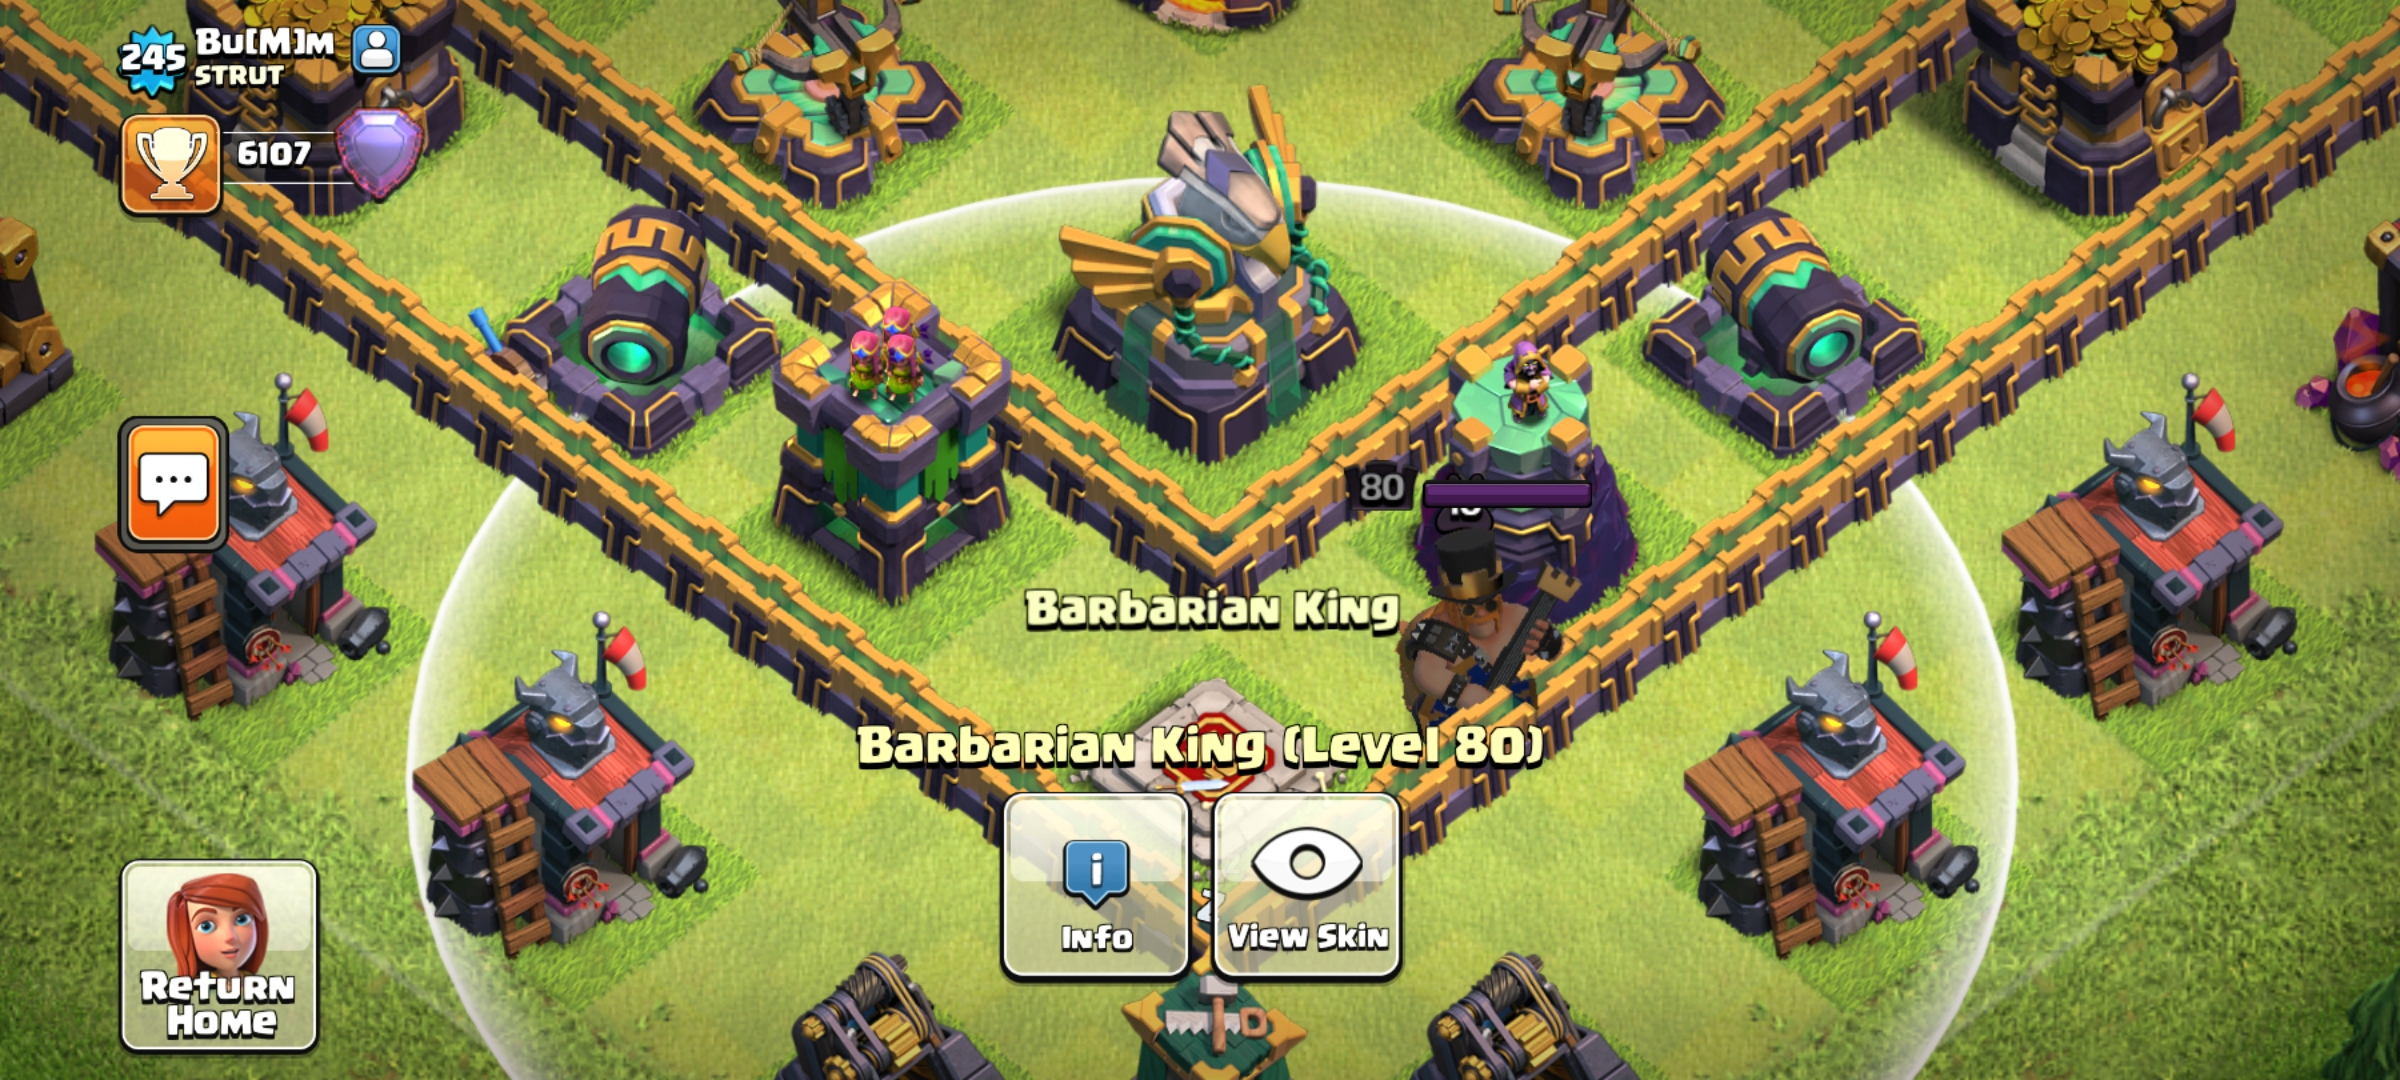 245
Bu[M]m
STRUT
6107
80
Barbarian King
Barbarian King (Level 80)
Info
View Skin
Return
Home